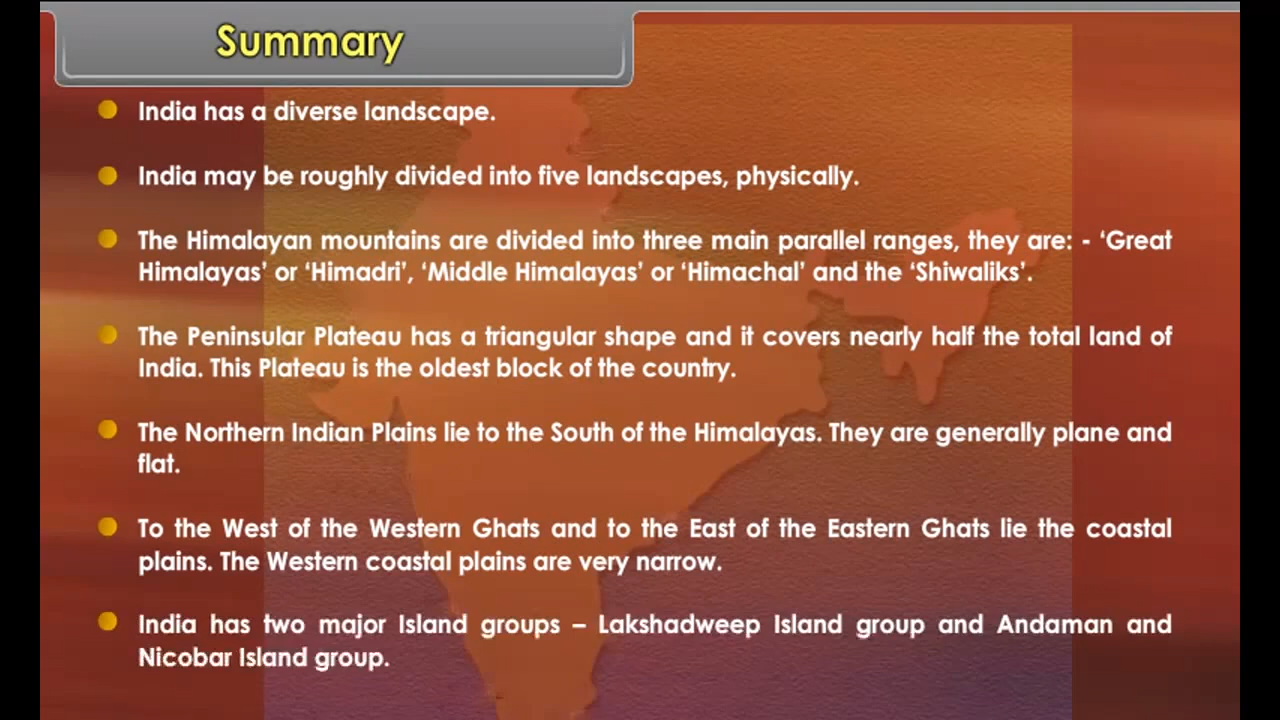 Summary
India has a diverse landscape.
India may be roughly divided into five landscapes, physically.
The Himalayan mountains are divided into three main parallel ranges, they are: - ‘Great
Himalayas’ or ‘Himadri’, ‘Middle Himalayas’ or ‘Himachal’ and the ‘Shiwaliks’.
The Peninsular Plateau has a triangular shape and it covers nearly half the total land of
India. This Plateau is the oldest block of the country.
The Northern Indian Plains lie to the South of the Himalayas. They are generally plane and
flat.
To the West of the Western Ghats and to the East of the Eastern Ghats lie the coastal
plains. The Western coastal plains are very narrow.
India has two major Island groups – Lakshadweep Island group and Andaman and
Nicobar Island group.